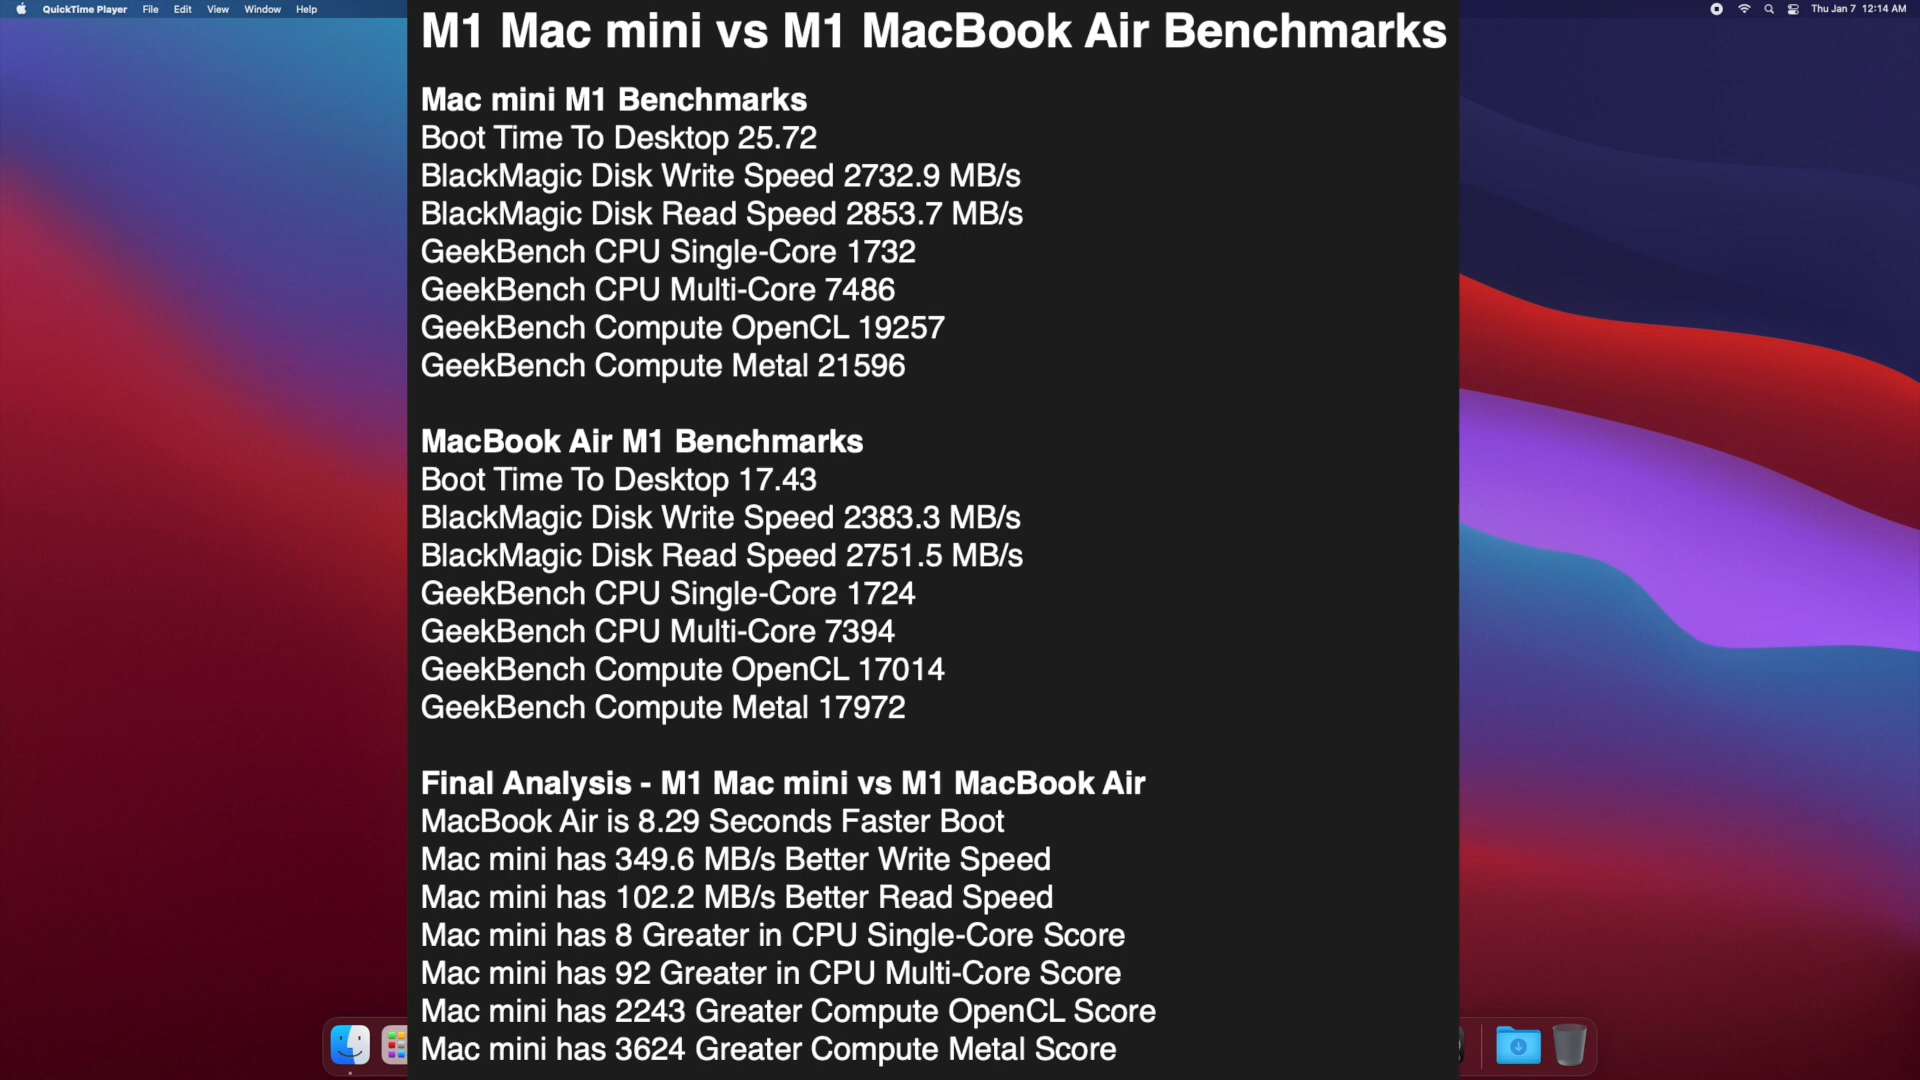 QuickTime Player File Edit View Window Help
Thu Jan 7 12:14 AM
M1 Mac mini vs M1 MacBook Air Benchmarks
Mac mini M1 Benchmarks
Boot Time To Desktop 25.72
BlackMagic Disk Write Speed 2732.9 MB/s
BlackMagic Disk Read Speed 2853.7 MB/s
GeekBench CPU Single-Core 1732
GeekBench CPU Multi-Core 7486
GeekBench Compute OpenCL 19257
GeekBench Compute Metal 21596
MacBook Air M1 Benchmarks
Boot Time To Desktop 17.43
BlackMagic Disk Write Speed 2383.3 MB/s
BlackMagic Disk Read Speed 2751.5 MB/s
GeekBench CPU Single-Core 1724
GeekBench CPU Multi-Core 7394
GeekBench Compute OpenCL 17014
GeekBench Compute Metal 17972
Final Analysis - M1 Mac mini vs M1 MacBook Air
MacBook Air is 8.29 Seconds Faster Boot
Mac mini has 349.6 MB/s Better Write Speed
Mac mini has 102.2 MB/s Better Read Speed
Mac mini has 8 Greater in CPU Single-Core Score
Mac mini has 92 Greater in CPU Multi-Core Score
Mac mini has 2243 Greater Compute OpenCL Score
Mac mini has 3624 Greater Compute Metal Score